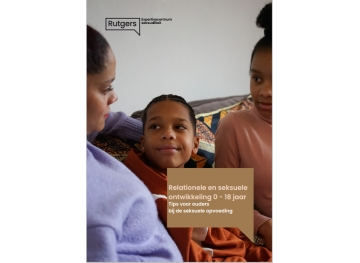 Rutgers
Expertisecentrum
seksualiteit
Relationele en seksuele
ontwikkeling 0 - 18 jaar
Tips voor ouders
bij de seksuele opvoeding